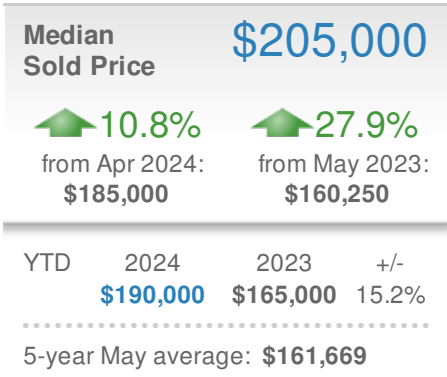 Median
Sold Price
$205,000
10.8%
from Apr 2024:
$185,000
27.9%
from May 2023:
$160,250
YTD 2024 2023 +/-
$190,000 $165,000 15.2%
5-year May average: $161,669